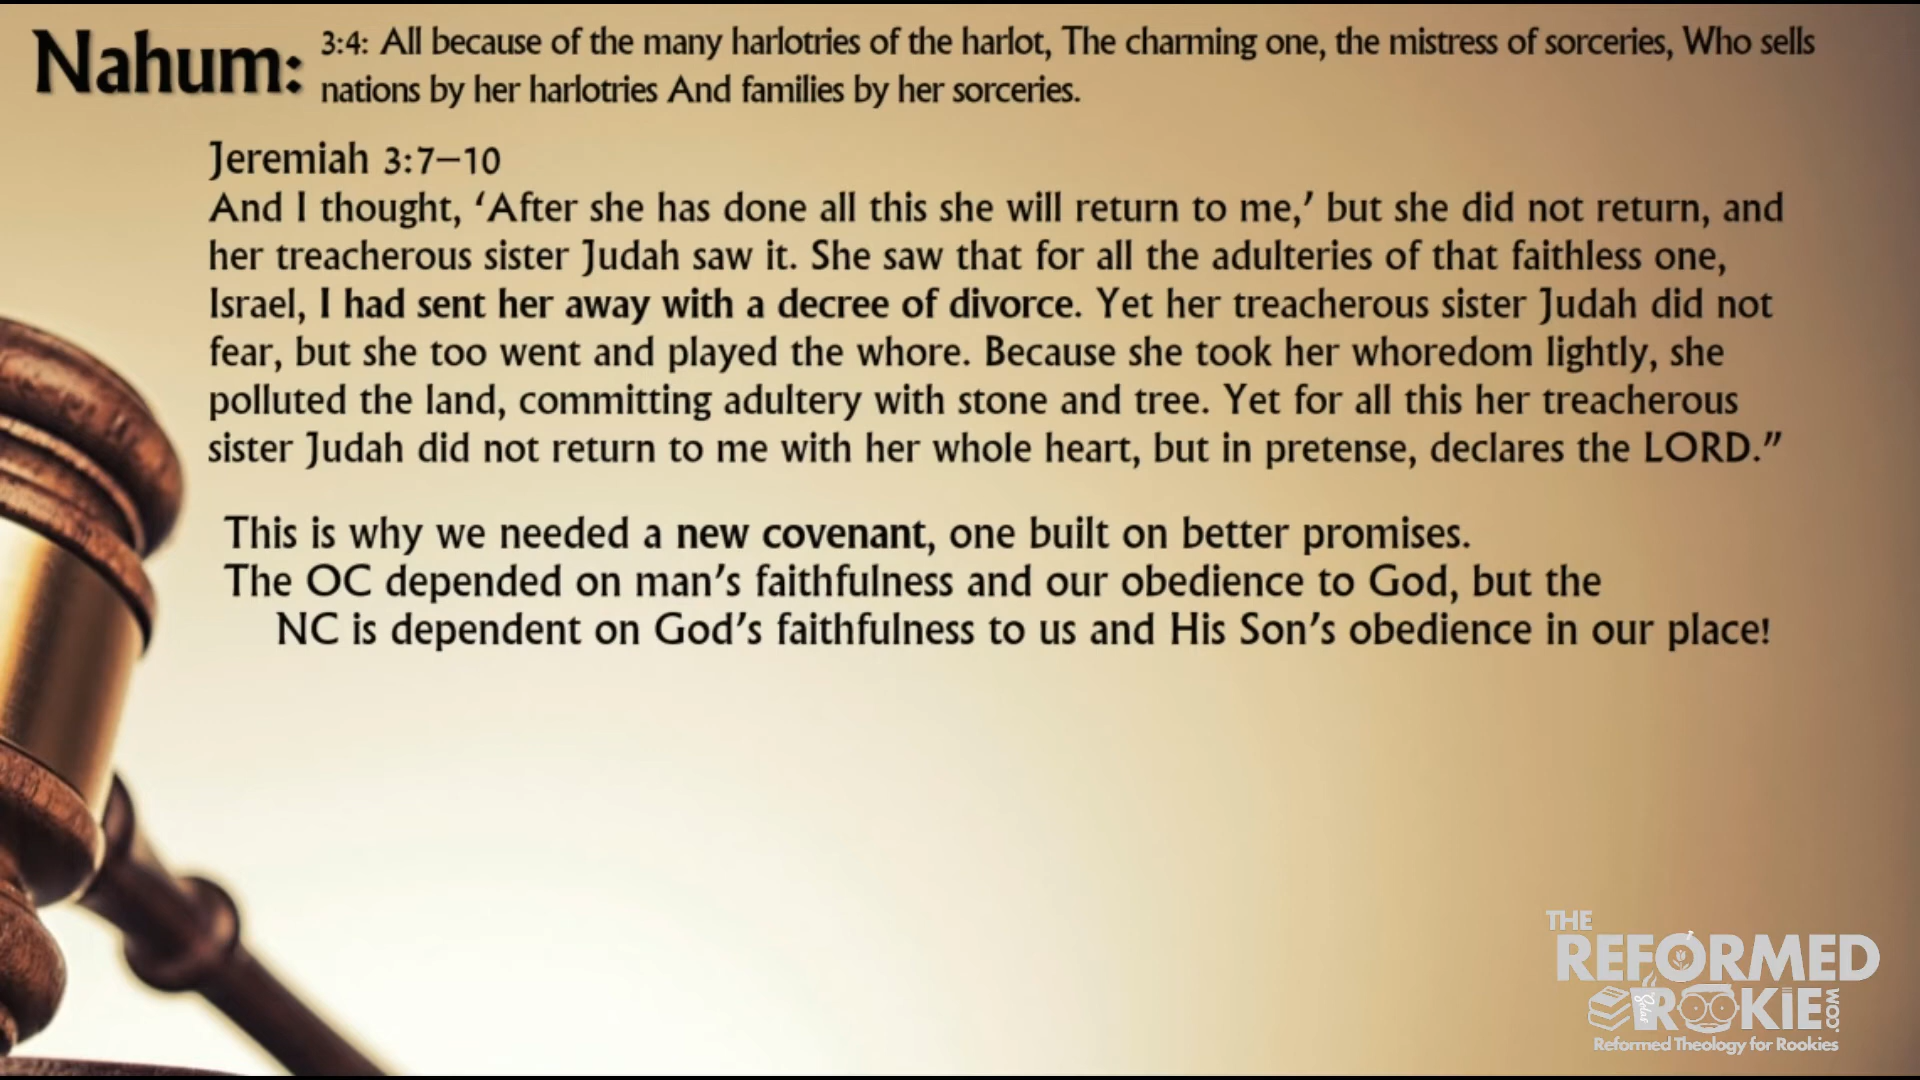 Nahum:
3:4: All because of the many harlotries of the harlot, The charming one, the mistress of sorceries, Who sells
nations by her harlotries And families by her sorceries.
Jeremiah 3:7–10
And I thought, ‘After she has done all this she will return to me,’ but she did not return, and
her treacherous sister Judah saw it. She saw that for all the adulteries of that faithless one,
Israel, I had sent her away with a decree of divorce. Yet her treacherous sister Judah did not
fear, but she too went and played the whore. Because she took her whoredom lightly, she
polluted the land, committing adultery with stone and tree. Yet for all this her treacherous
sister Judah did not return to me with her whole heart, but in pretense, declares the LORD.”
This is why we needed a new covenant, one built on better promises.
The OC depended on man’s faithfulness and our obedience to God, but the
NC is dependent on God’s faithfulness to us and His Son’s obedience in our place!
THE
REFORMED
ROOKIE
.COM
Solas
Reformed Theology for Rookies